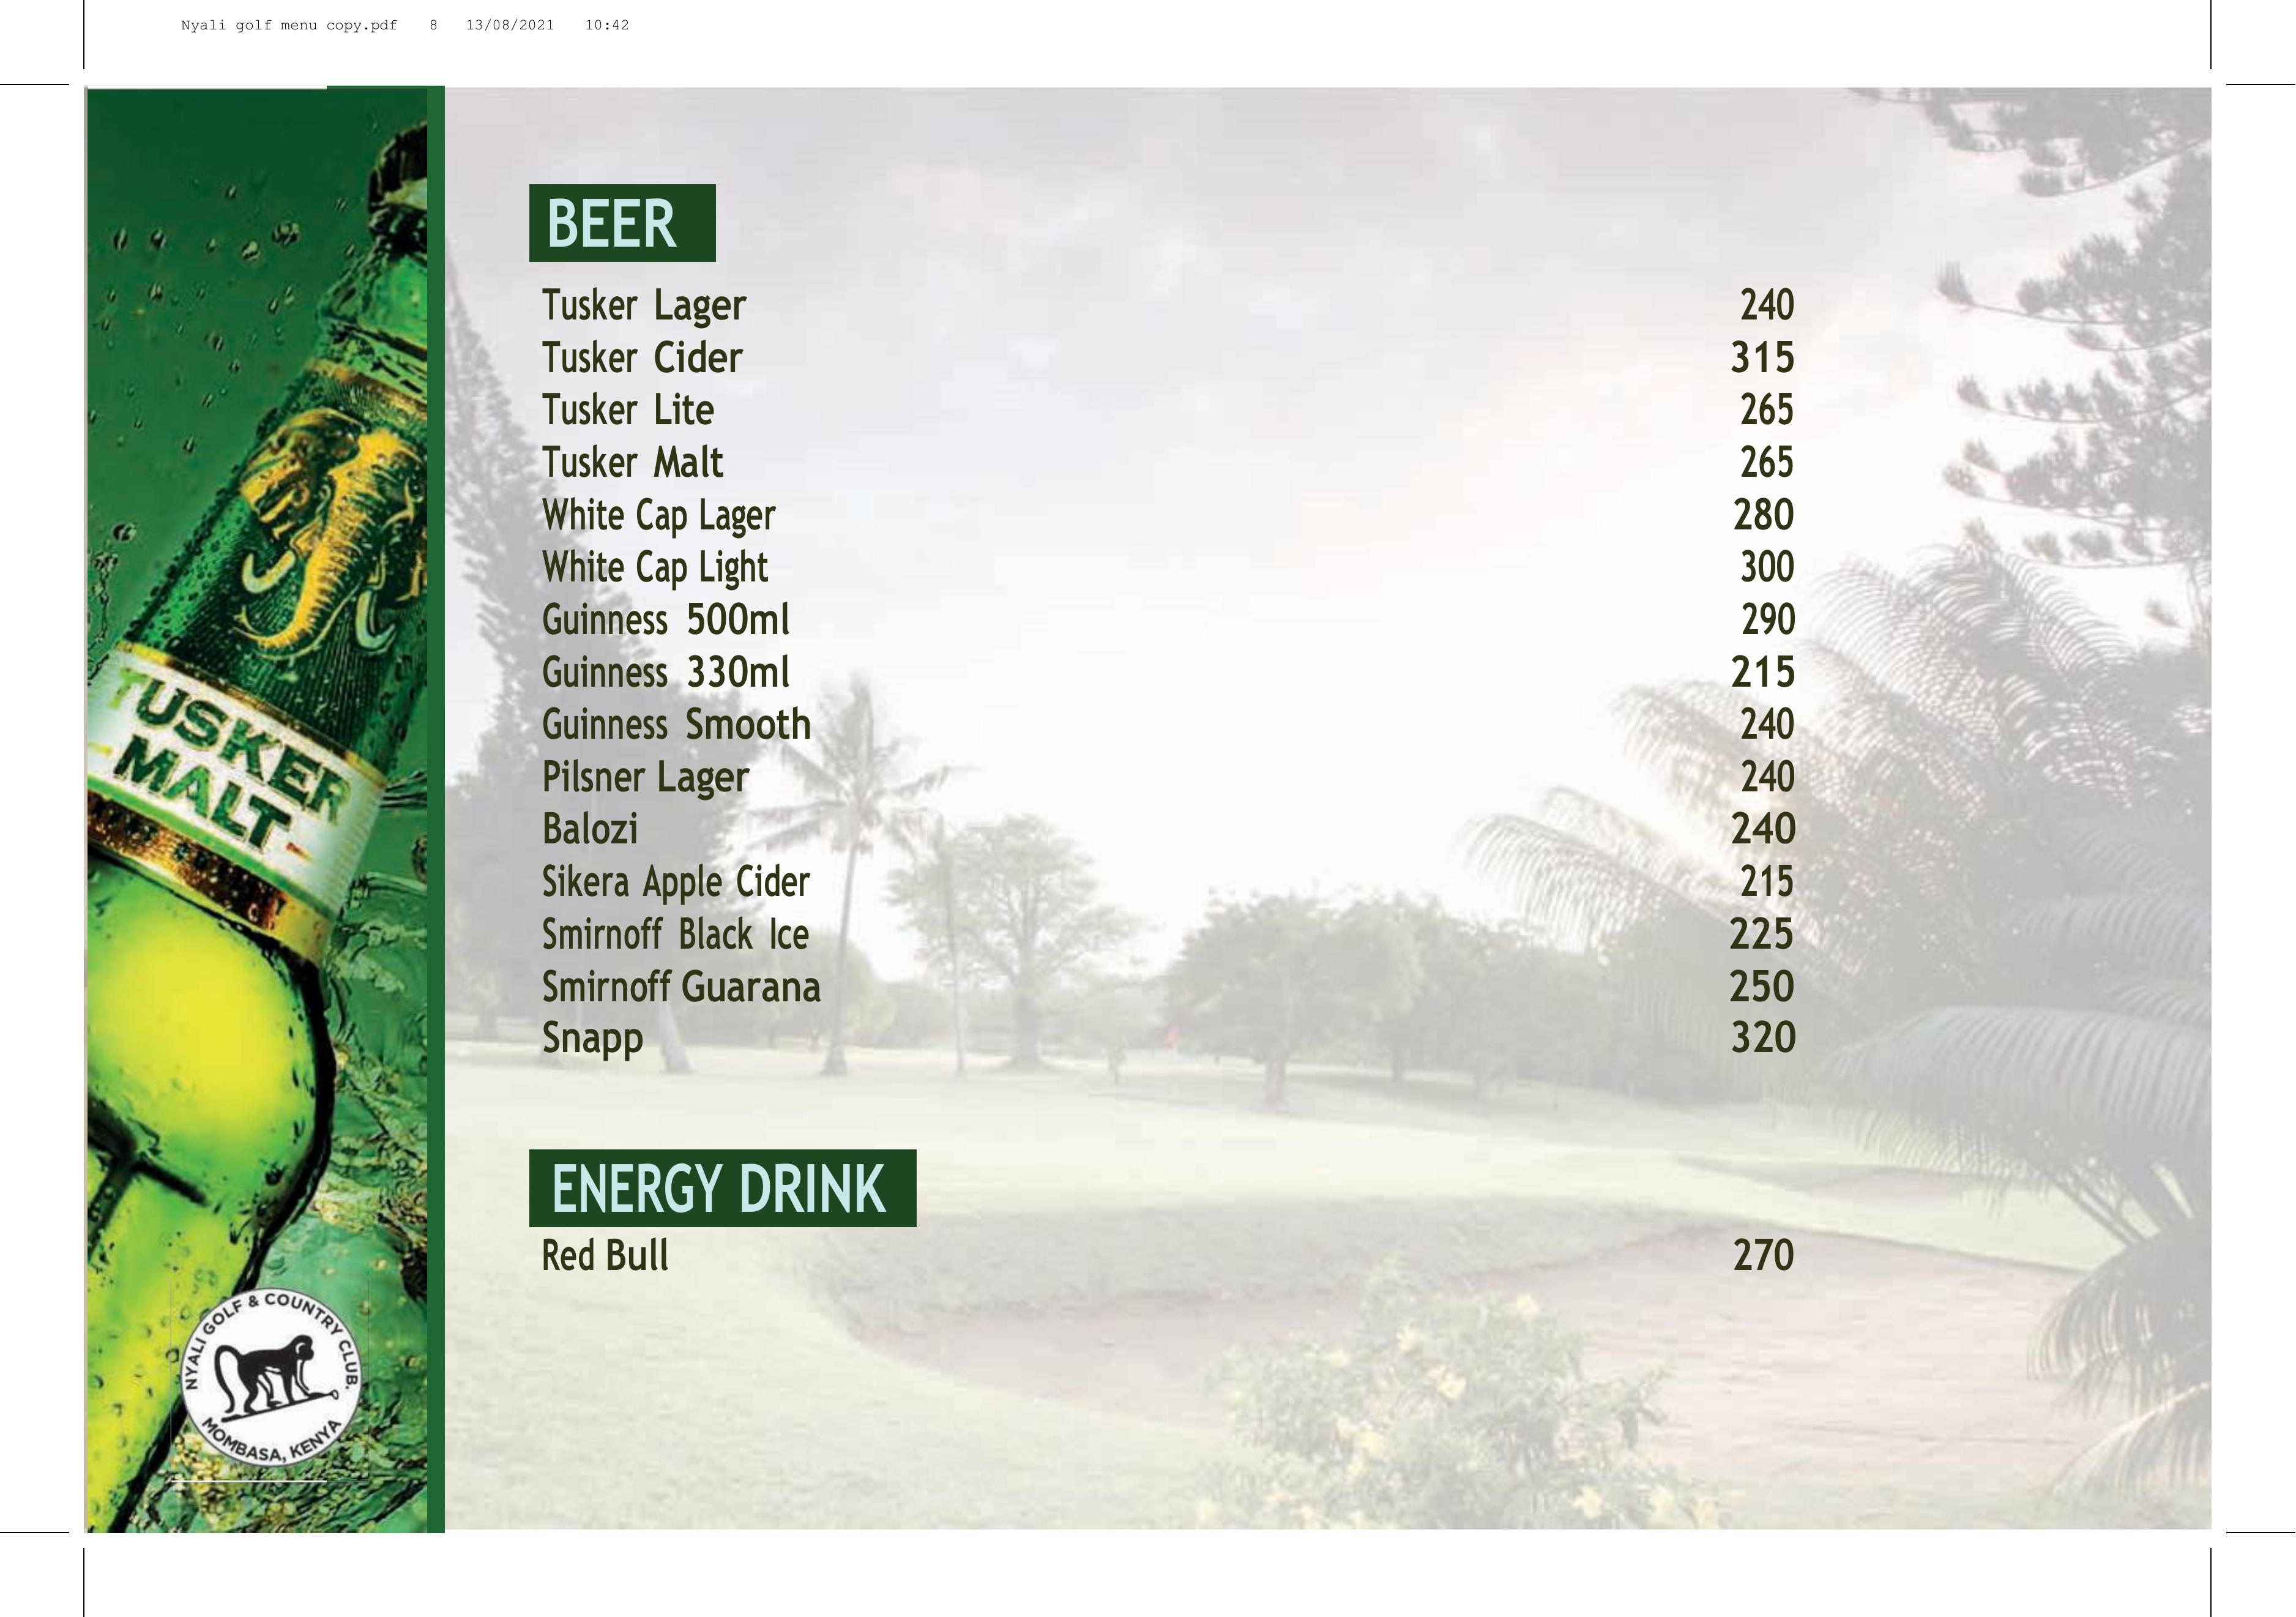 Nyali golf menu copy.pdf 8 13/08/2021 10:42
BEER
Tusker Lager 240
Tusker Cider 315
Tusker Lite 265
Tusker Malt 265
White Cap Lager 280
White Cap Light 300
Guinness 500ml 290
Guinness 330ml 215
Guinness Smooth 240
Pilsner Lager 240
Balozi 240
Sikera Apple Cider 215
Smirnoff Black Ice 225
Smirnoff Guarana 250
Snapp 320
ENERGY DRINK
Red Bull 270
TUSKER
MALT
NYALI GOLF & COUNTRY CLUB.
MOMBASA, KENYA